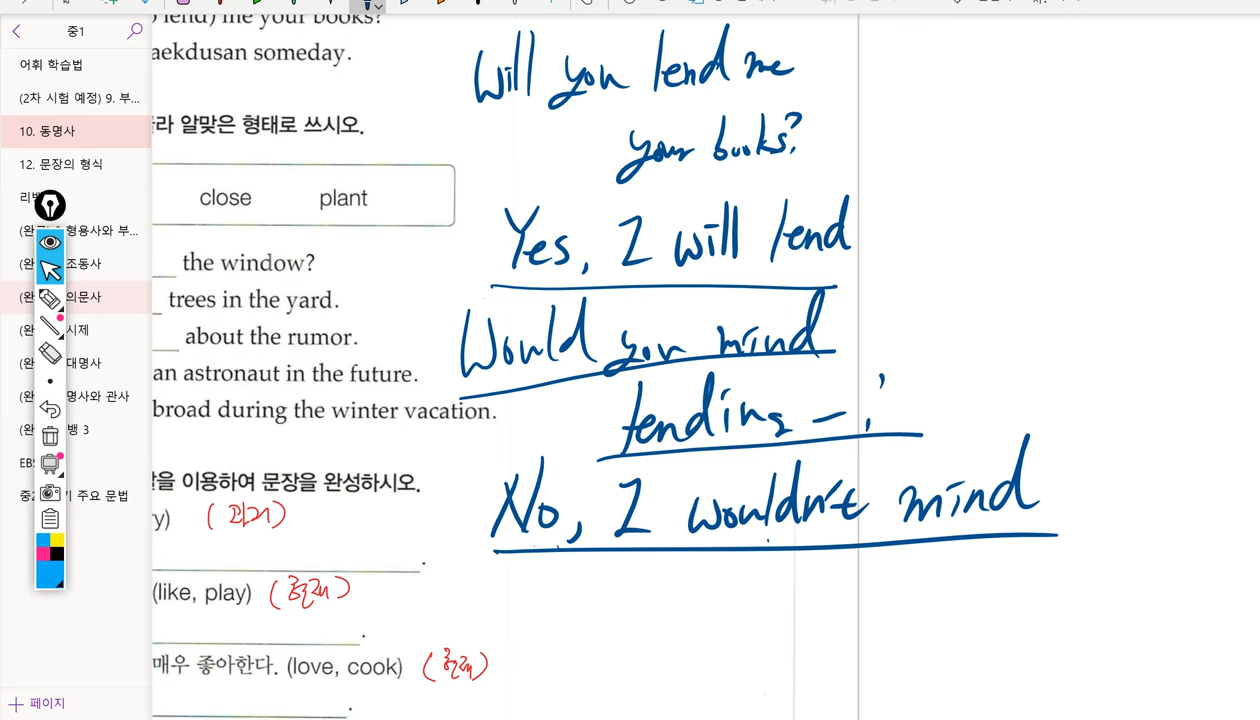 중1
어휘 학습법
(2차 시험 예정) 9. 부...
10. 동명사
12. 문장의 형식
리뱅
(완 형용사와 부...
(완 조동사
(완 의문사
(완 시제
(완 대명사
(완 명사와 관사
(완 뱅 3
EBS
중2 기 주요 문법
페이지
lend) me your books?
aekdusan someday.
라 알맞은 형태로 쓰시오.
close plant
the window?
trees in the yard.
about the rumor.
an astronaut in the future.
broad during the winter vacation.
을 이용하여 문장을 완성하시오.
ry) (과거)
(like, play) (현재)
매우 좋아한다. (love, cook) (현재)
Will you lend me
your books?
Yes, I will lend
Would you mind
lending – ?
No, I wouldn't mind